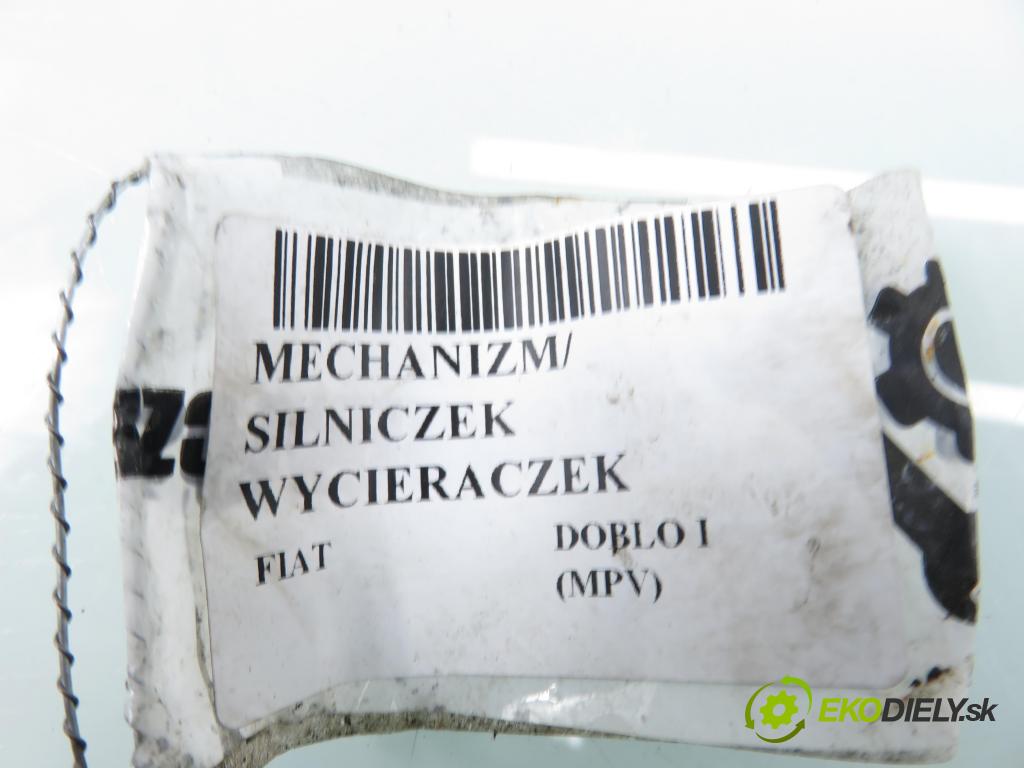 MECHANIZM/
SILNICZEK
WYCIERACZEK
FIAT
DOBLO I
(MPV)
EKODIELY.sk